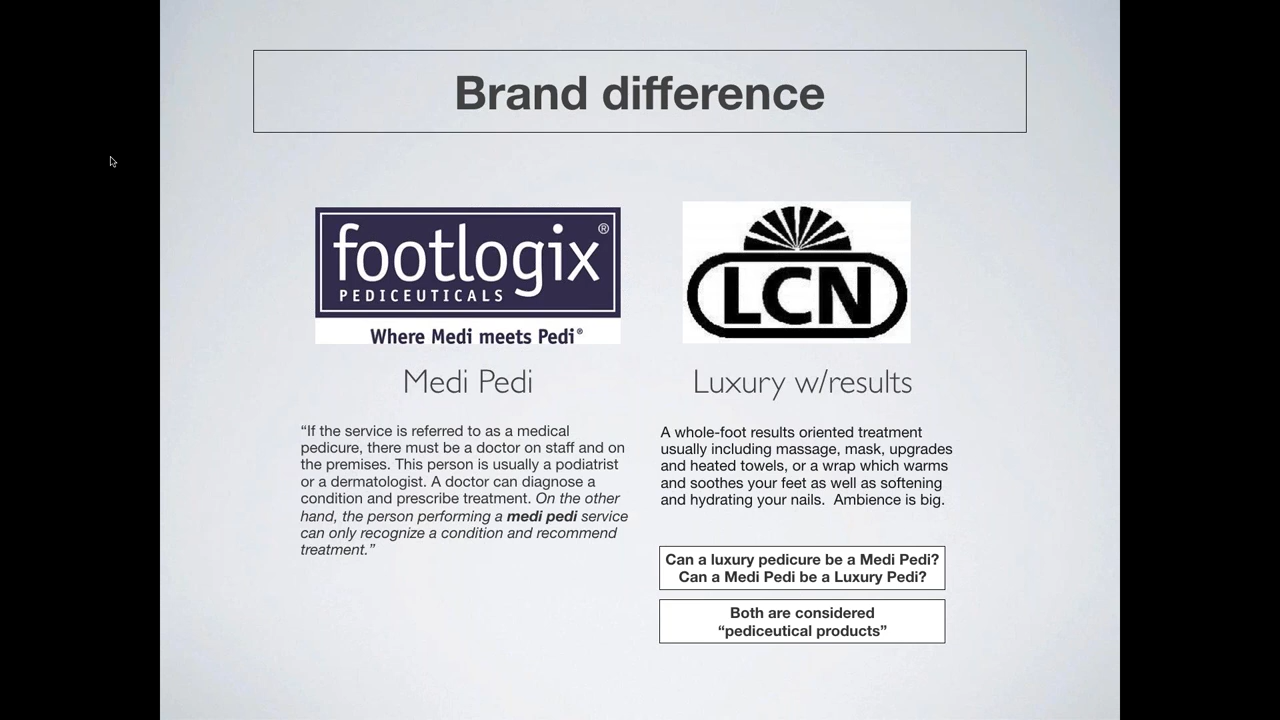 Brand difference
footlogix®
PEDICEUTICALS
Where Medi meets Pedi®
Medi Pedi
“If the service is referred to as a medical
pedicure, there must be a doctor on staff and on
the premises. This person is usually a podiatrist
or a dermatologist. A doctor can diagnose a
condition and prescribe treatment. On the other
hand, the person performing a medi pedi service
can only recognize a condition and recommend
treatment.”
LCN
Luxury w/results
A whole-foot results oriented treatment
usually including massage, mask, upgrades
and heated towels, or a wrap which warms
and soothes your feet as well as softening
and hydrating your nails.  Ambience is big.
Can a luxury pedicure be a Medi Pedi?
Can a Medi Pedi be a Luxury Pedi?
Both are considered
“pediceutical products”